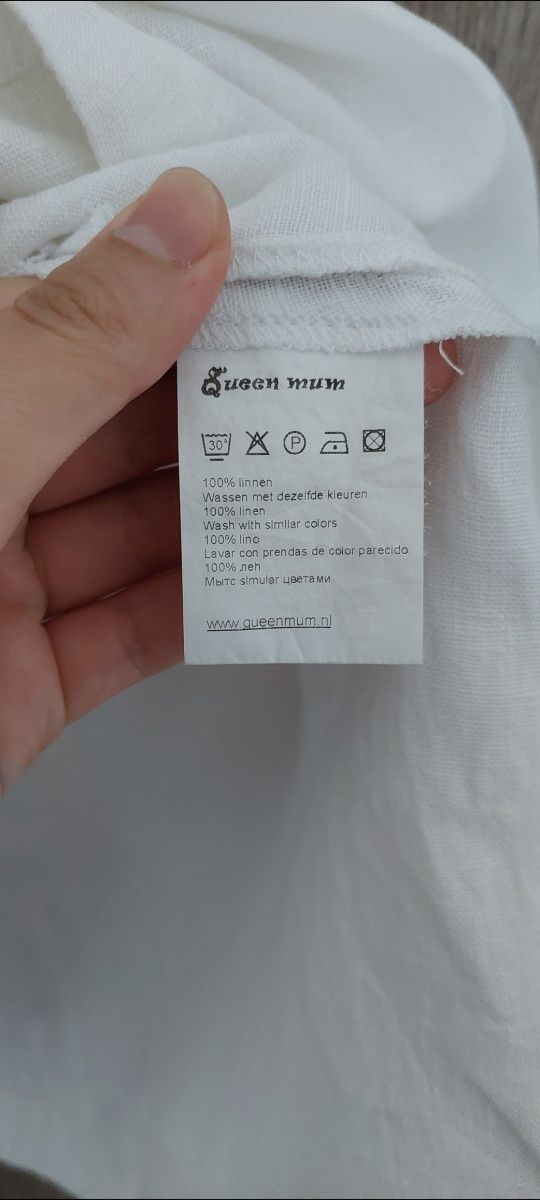 Queen mum
30°
P
100% linnen
Wassen met dezelfde kleuren.
100% linen
Wash with similar colors
100% lino
Lavar con prendas de color parecido
100% леh
Мытс simular цветами
www.queenmum.nl